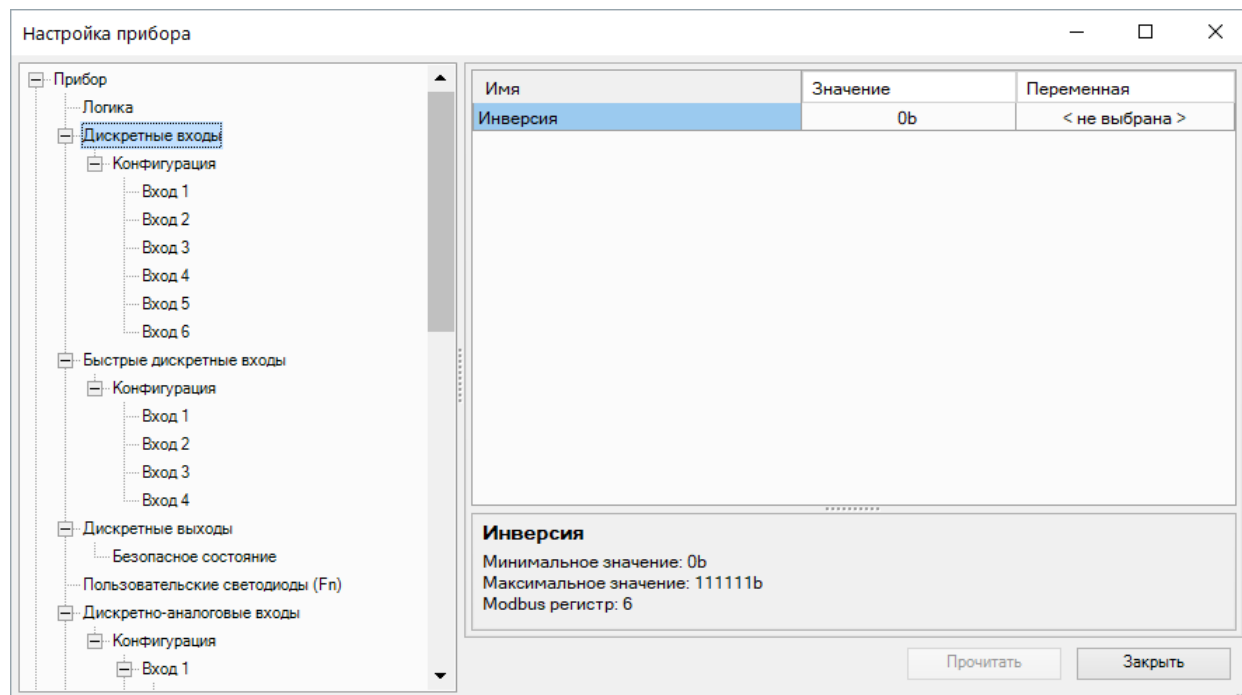 Настройка прибора
Прибор
Логика
Дискретные входы
Конфигурация
Вход 1
Вход 2
Вход 3
Вход 4
Вход 5
Вход 6
Быстрые дискретные входы
Конфигурация
Вход 1
Вход 2
Вход 3
Вход 4
Дискретные выходы
Безопасное состояние
Пользовательские светодиоды (Fn)
Дискретно-аналоговые входы
Конфигурация
Вход 1
Имя Значение Переменная
Инверсия 0b < не выбрана >
Инверсия
Минимальное значение: 0b
Максимальное значение: 111111b
Modbus регистр: 6
Прочитать Закрыть